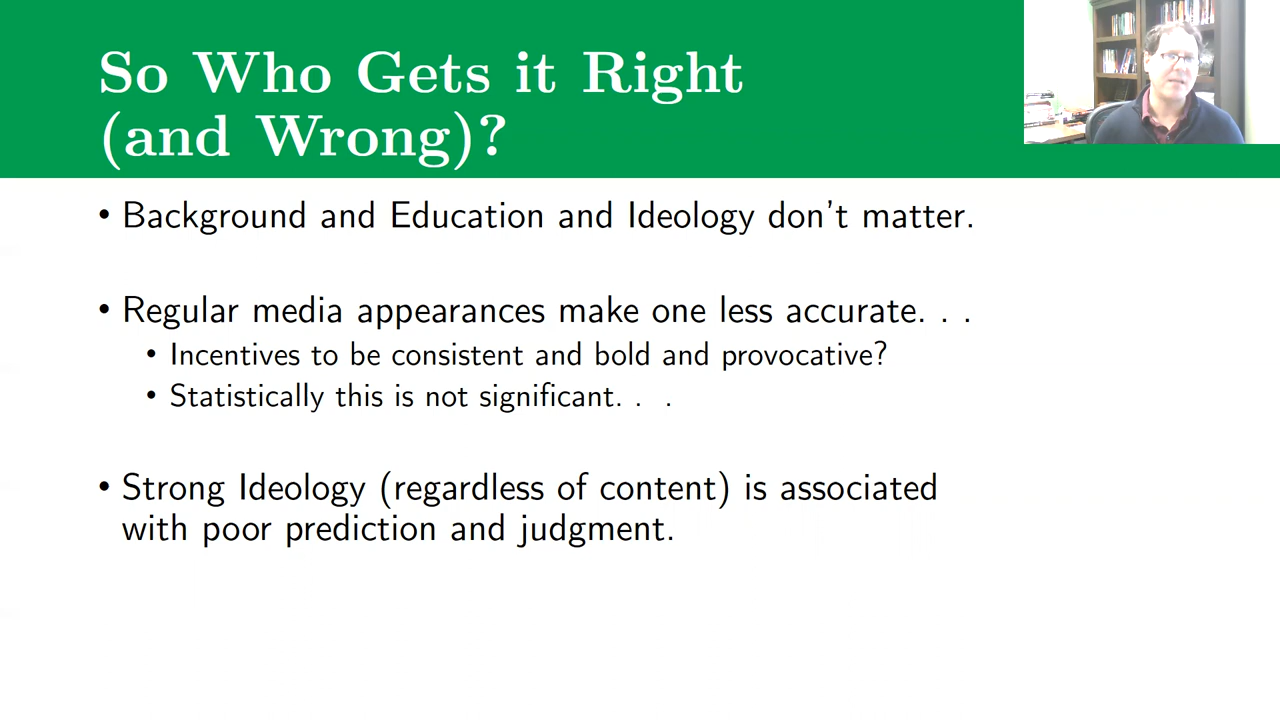 So Who Gets it Right
(and Wrong)?
• Background and Education and Ideology don't matter.
• Regular media appearances make one less accurate. . .
• Incentives to be consistent and bold and provocative?
• Statistically this is not significant. . .
• Strong Ideology (regardless of content) is associated
with poor prediction and judgment.